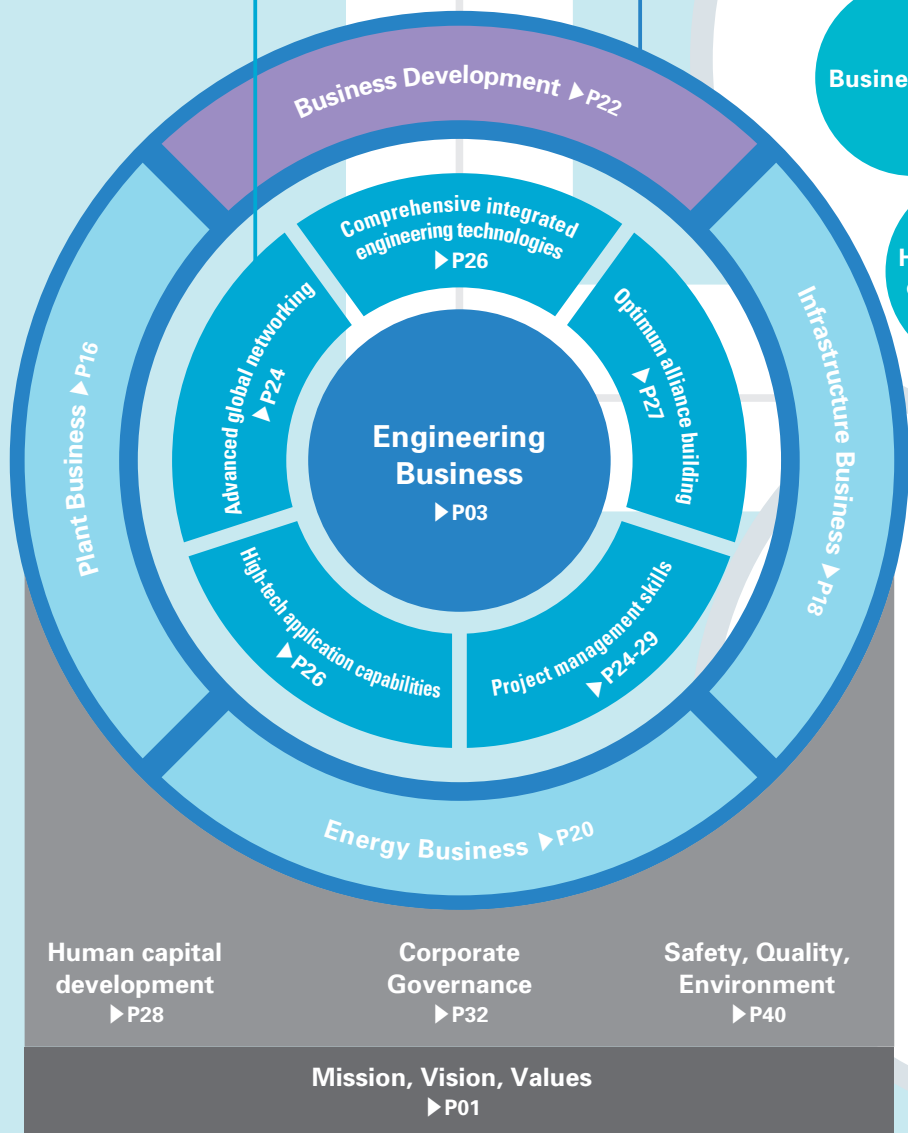 Business Development ▶P22
Comprehensive integrated
engineering technologies
▶P26
Advanced global networking
▶P24
Optimum alliance building
▶P27
Plant Business ▶P16
Infrastructure Business ▶P18
Engineering
Business
▶P03
High-tech application capabilities
▶P26
Project management skills
▶P24-29
Energy Business ▶P20
Human capital
development
▶P28
Corporate
Governance
▶P32
Safety, Quality,
Environment
▶P40
Mission, Vision, Values
▶P01